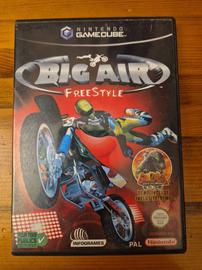 NINTENDO
GAMECUBE
BIG AIR
FREESTYLE
INFOGRAMES
PAL
Nintendo